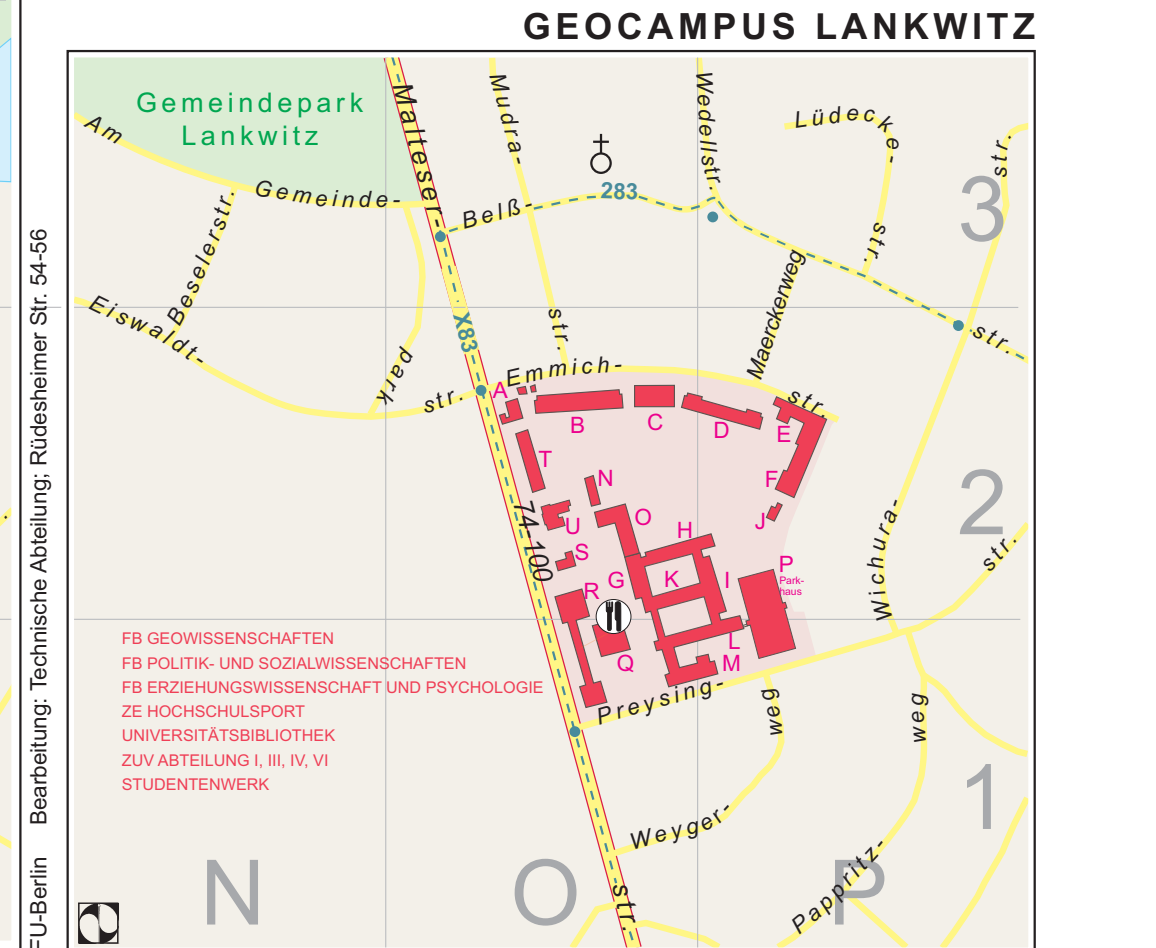 GEOCAMPUS LANKWITZ
Gemeindepark
Lankwitz
Am
Gemeinde-
park
Malteser-
Mudra-
Wedellstr.
Lüdecke-
str.
str.
3
283
Belß-
Beselerstr.
Eiswaldt-
str.
X83
str.
Maerckerweg
str.
Emmich-
str.
A
B
C
D
E
F
T
N
J
U
O
H
S
2
74-100
G
K
I
P
Park-
haus
R
Wichura-
str.
L
Q
M
Preysing-
weg
weg
FB GEOWISSENSCHAFTEN
FB POLITIK- UND SOZIALWISSENSCHAFTEN
FB ERZIEHUNGSWISSENSCHAFT UND PSYCHOLOGIE
ZE HOCHSCHULSPORT
UNIVERSITÄTSBIBLIOTHEK
ZUV ABTEILUNG I, III, IV, VI
STUDENTENWERK
1
Weyger-
Pappritz-
str.
N
O
P
FU-Berlin Bearbeitung: Technische Abteilung; Rüdesheimer Str. 54-56